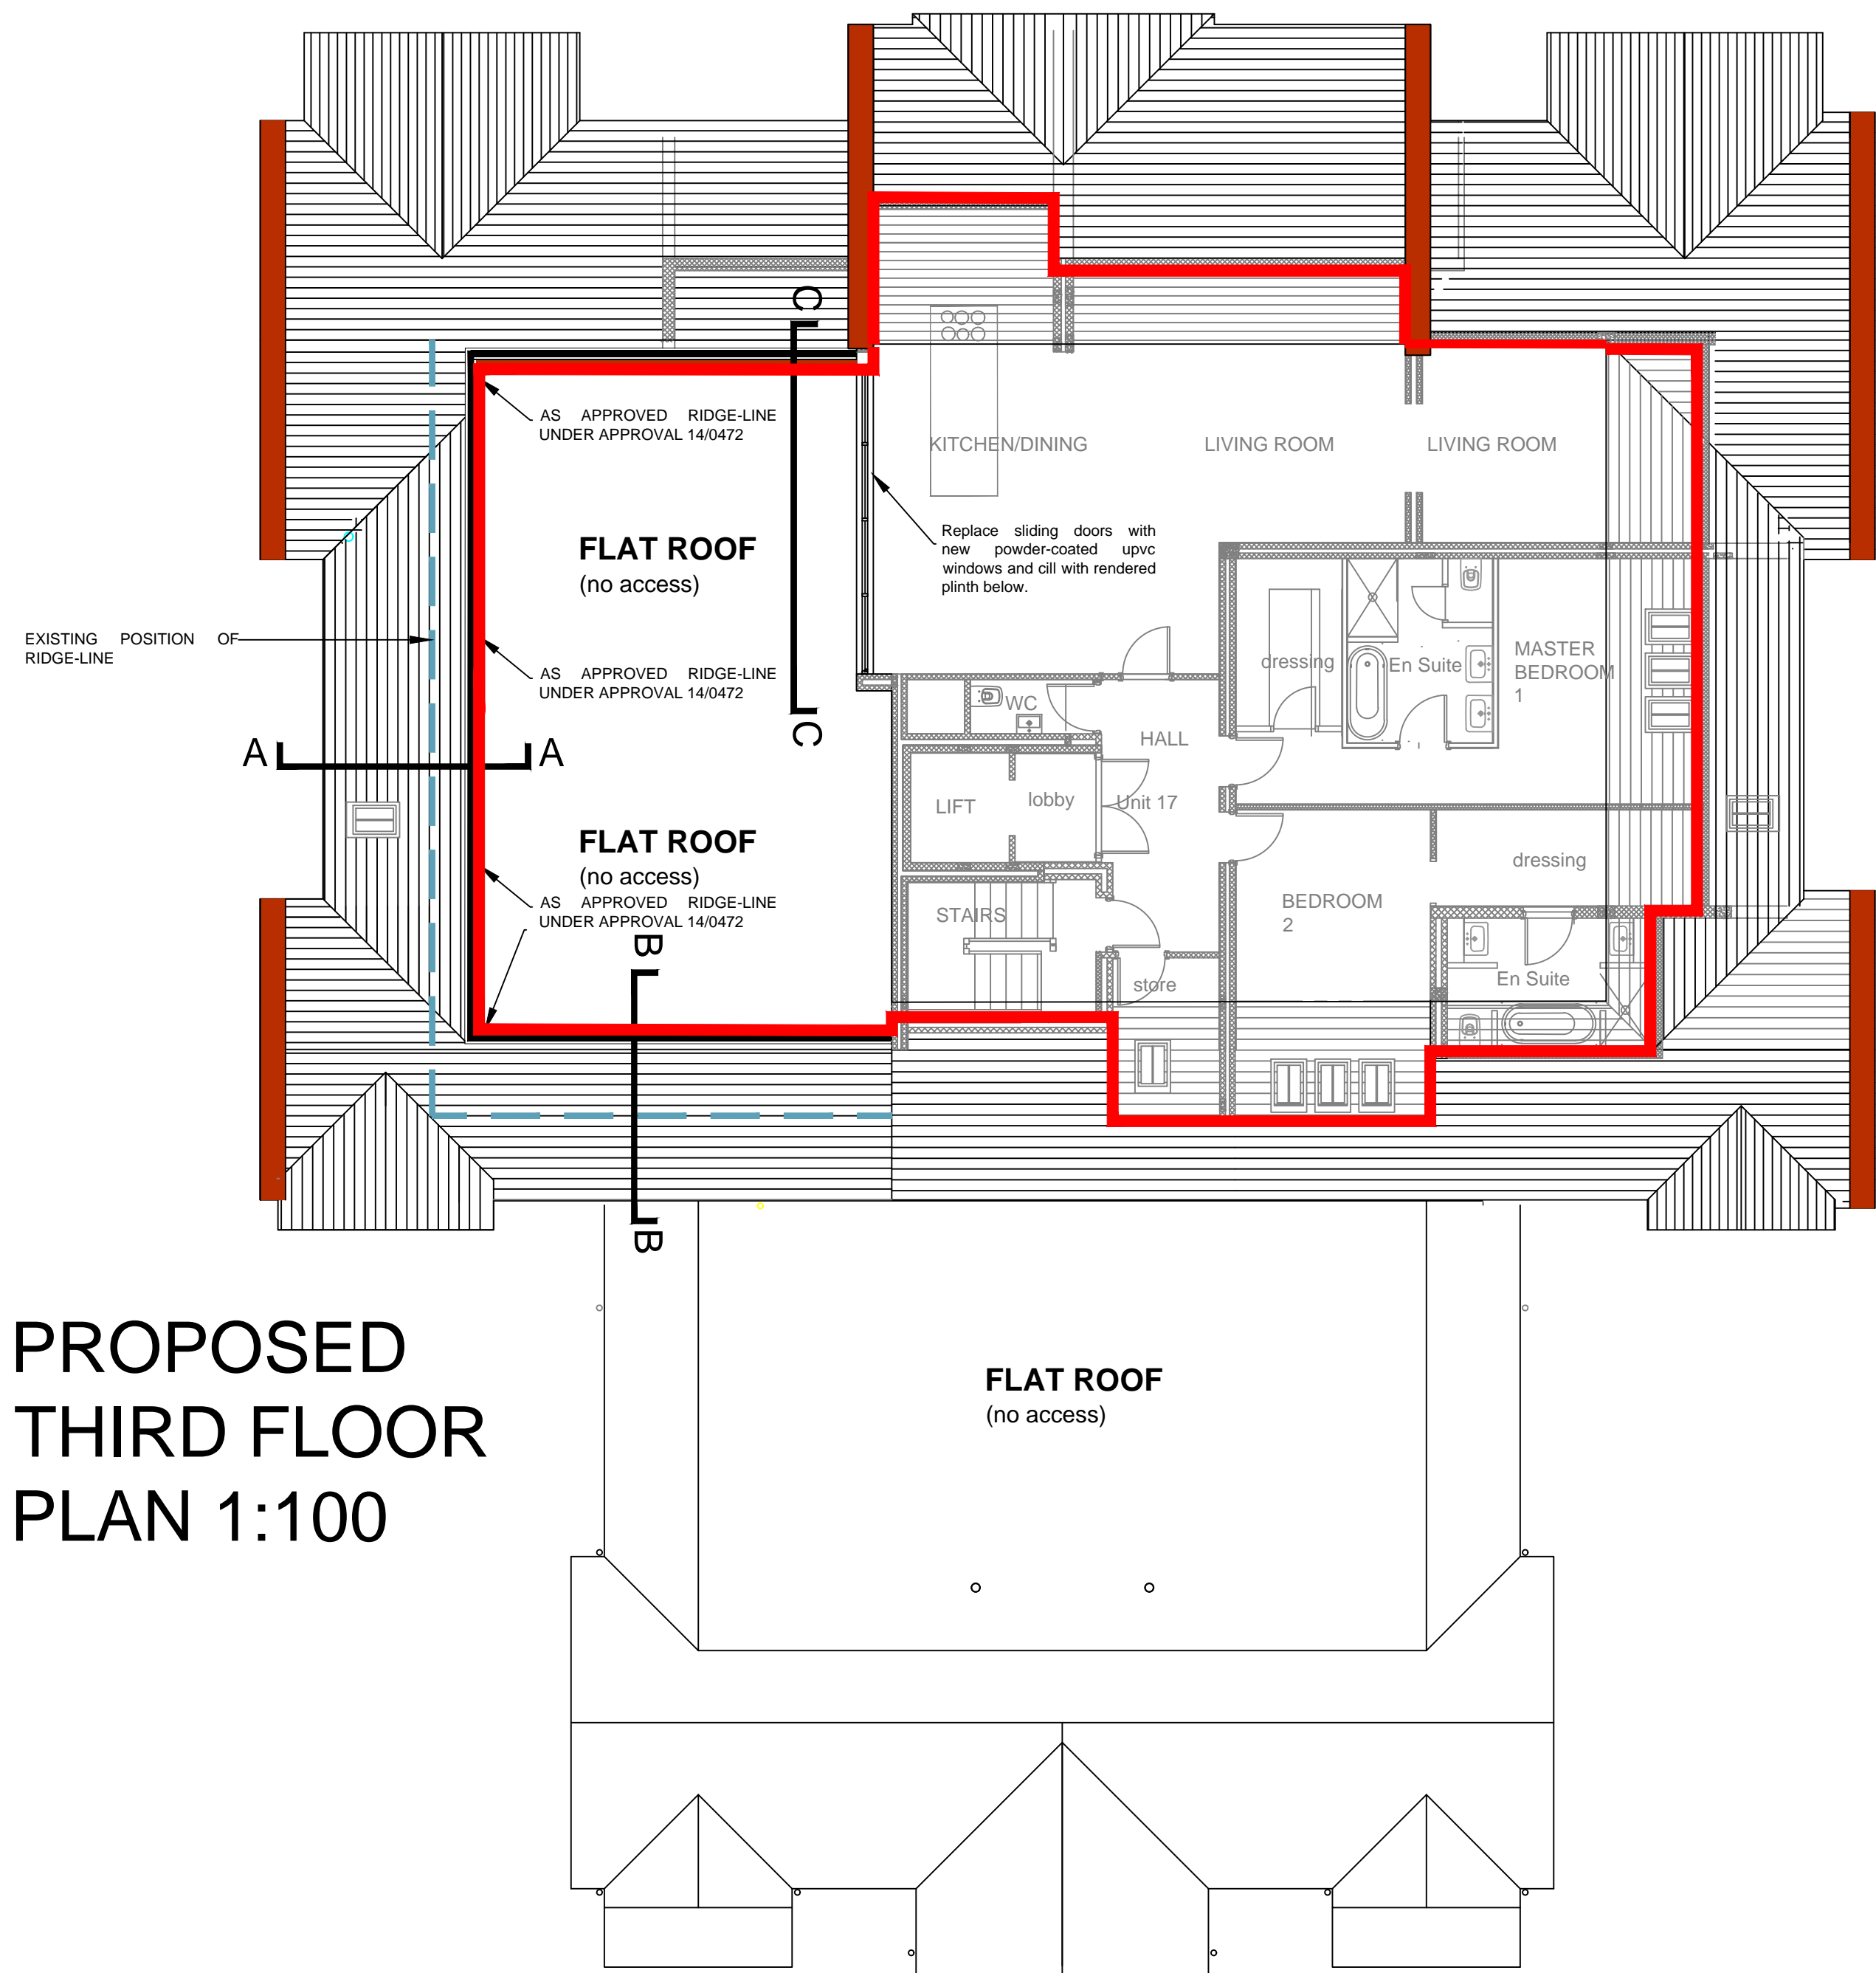 C
AS APPROVED RIDGE-LINE
UNDER APPROVAL 14/0472
KITCHEN/DINING
LIVING ROOM
LIVING ROOM
FLAT ROOF
(no access)
Replace sliding doors with
new powder-coated upvc
windows and cill with rendered
plinth below.
EXISTING POSITION OF
RIDGE-LINE
AS APPROVED RIDGE-LINE
UNDER APPROVAL 14/0472
dressing
En Suite
MASTER
BEDROOM
1
WC
C
HALL
A
A
LIFT
lobby
Unit 17
FLAT ROOF
(no access)
AS APPROVED RIDGE-LINE
UNDER APPROVAL 14/0472
dressing
STAIRS
BEDROOM
2
B
store
En Suite
B
PROPOSED
THIRD FLOOR
PLAN 1:100
FLAT ROOF
(no access)